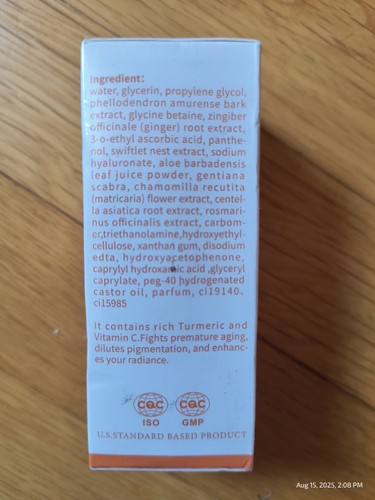 Ingredient:
water, glycerin, propylene glycol,
phellodendron amurense bark
extract, glycine betaine, zingiber
officinale (ginger) root extract,
3-o-ethyl ascorbic acid, panthe-
nol, swiftlet nest extract, sodium
hyaluronate, aloe barbadensis
leaf juice powder, gentiana
scabra, chamomilla recutita
(matricaria) flower extract, centel-
la asiatica root extract, rosmari-
nus officinalis extract, carbom-
er,triethanolamine,hydroxyethyl-
cellulose, xanthan gum, disodium
edta, hydroxyacetophenone,
caprylyl hydroxamic acid ,glyceryl
caprylate, peg-40 hydrogenated
castor oil, parfum, ci19140、
ci15985
It contains rich Turmeric and
Vitamin C.Fights premature aging,
dilutes pigmentation, and enhanc-
es your radiance.
CQC CQC
ISO GMP
U.S.STANDARD BASED PRODUCT
Aug 15, 2025, 2:08 PM